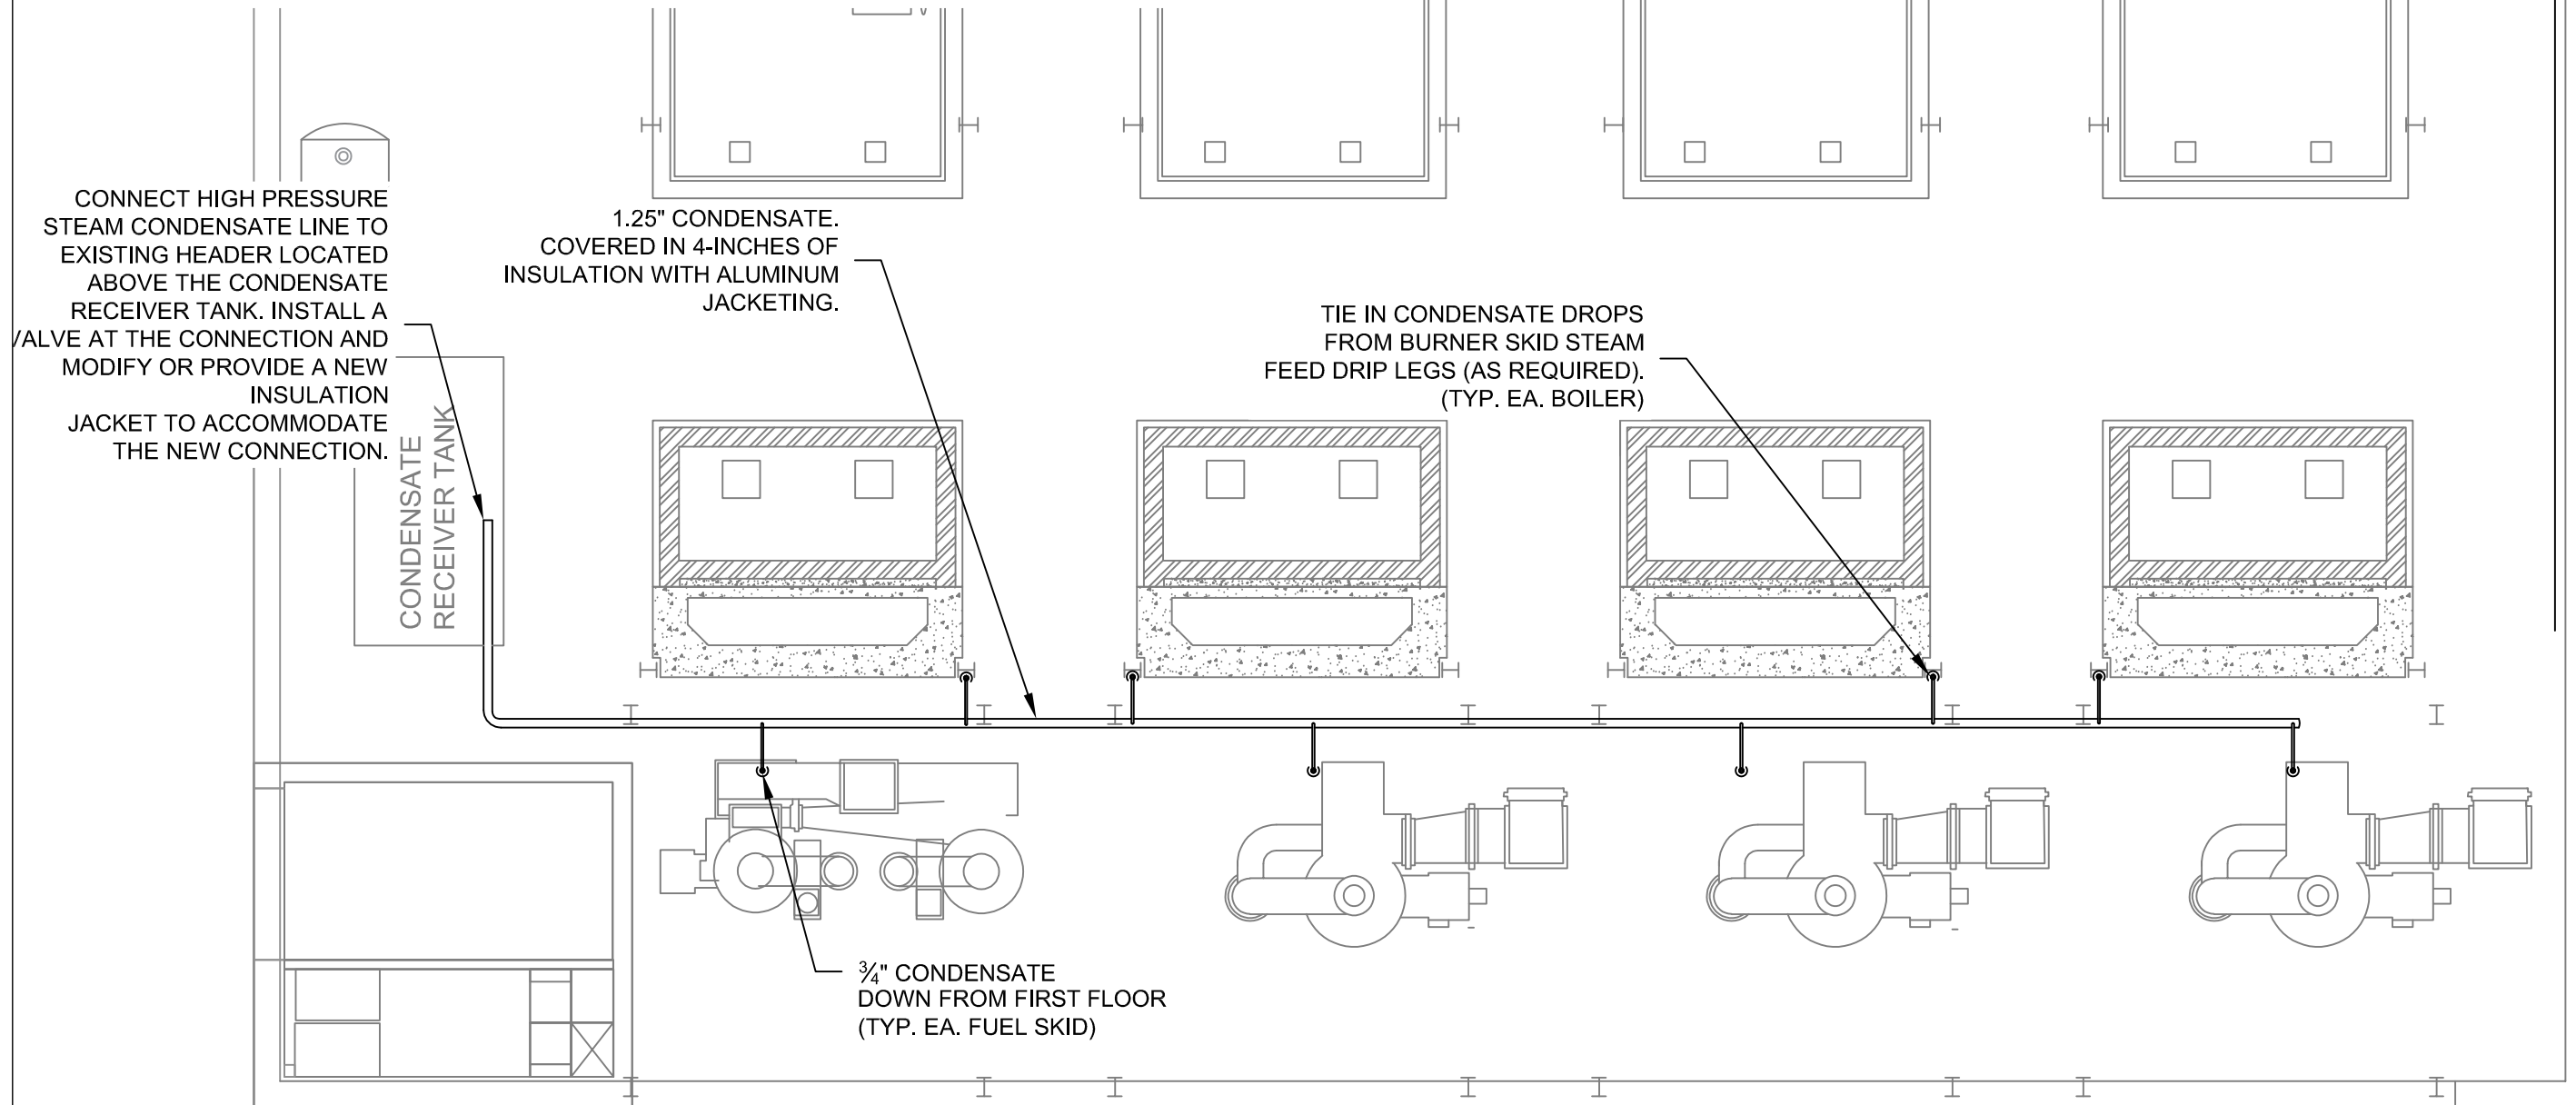 CONNECT HIGH PRESSURE
STEAM CONDENSATE LINE TO
EXISTING HEADER LOCATED
ABOVE THE CONDENSATE
RECEIVER TANK. INSTALL A
VALVE AT THE CONNECTION AND
MODIFY OR PROVIDE A NEW
INSULATION
JACKET TO ACCOMMODATE
THE NEW CONNECTION.
CONDENSATE
RECEIVER TANK
1.25" CONDENSATE.
COVERED IN 4-INCHES OF
INSULATION WITH ALUMINUM
JACKETING.
TIE IN CONDENSATE DROPS
FROM BURNER SKID STEAM
FEED DRIP LEGS (AS REQUIRED).
(TYP. EA. BOILER)
¾" CONDENSATE
DOWN FROM FIRST FLOOR
(TYP. EA. FUEL SKID)